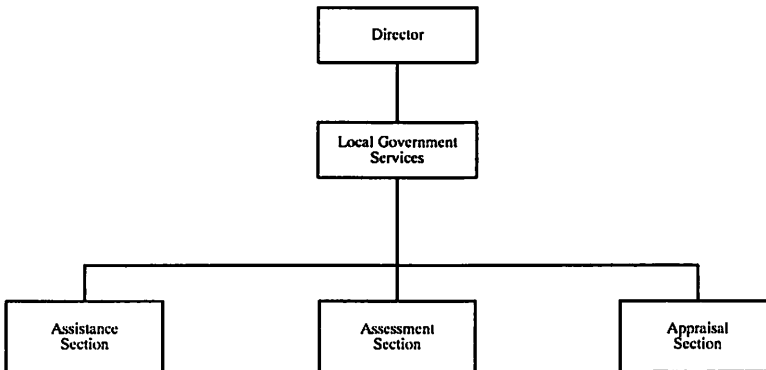 Director
Local Government
Services
Assistance
Section
Assessment
Section
Appraisal
Section